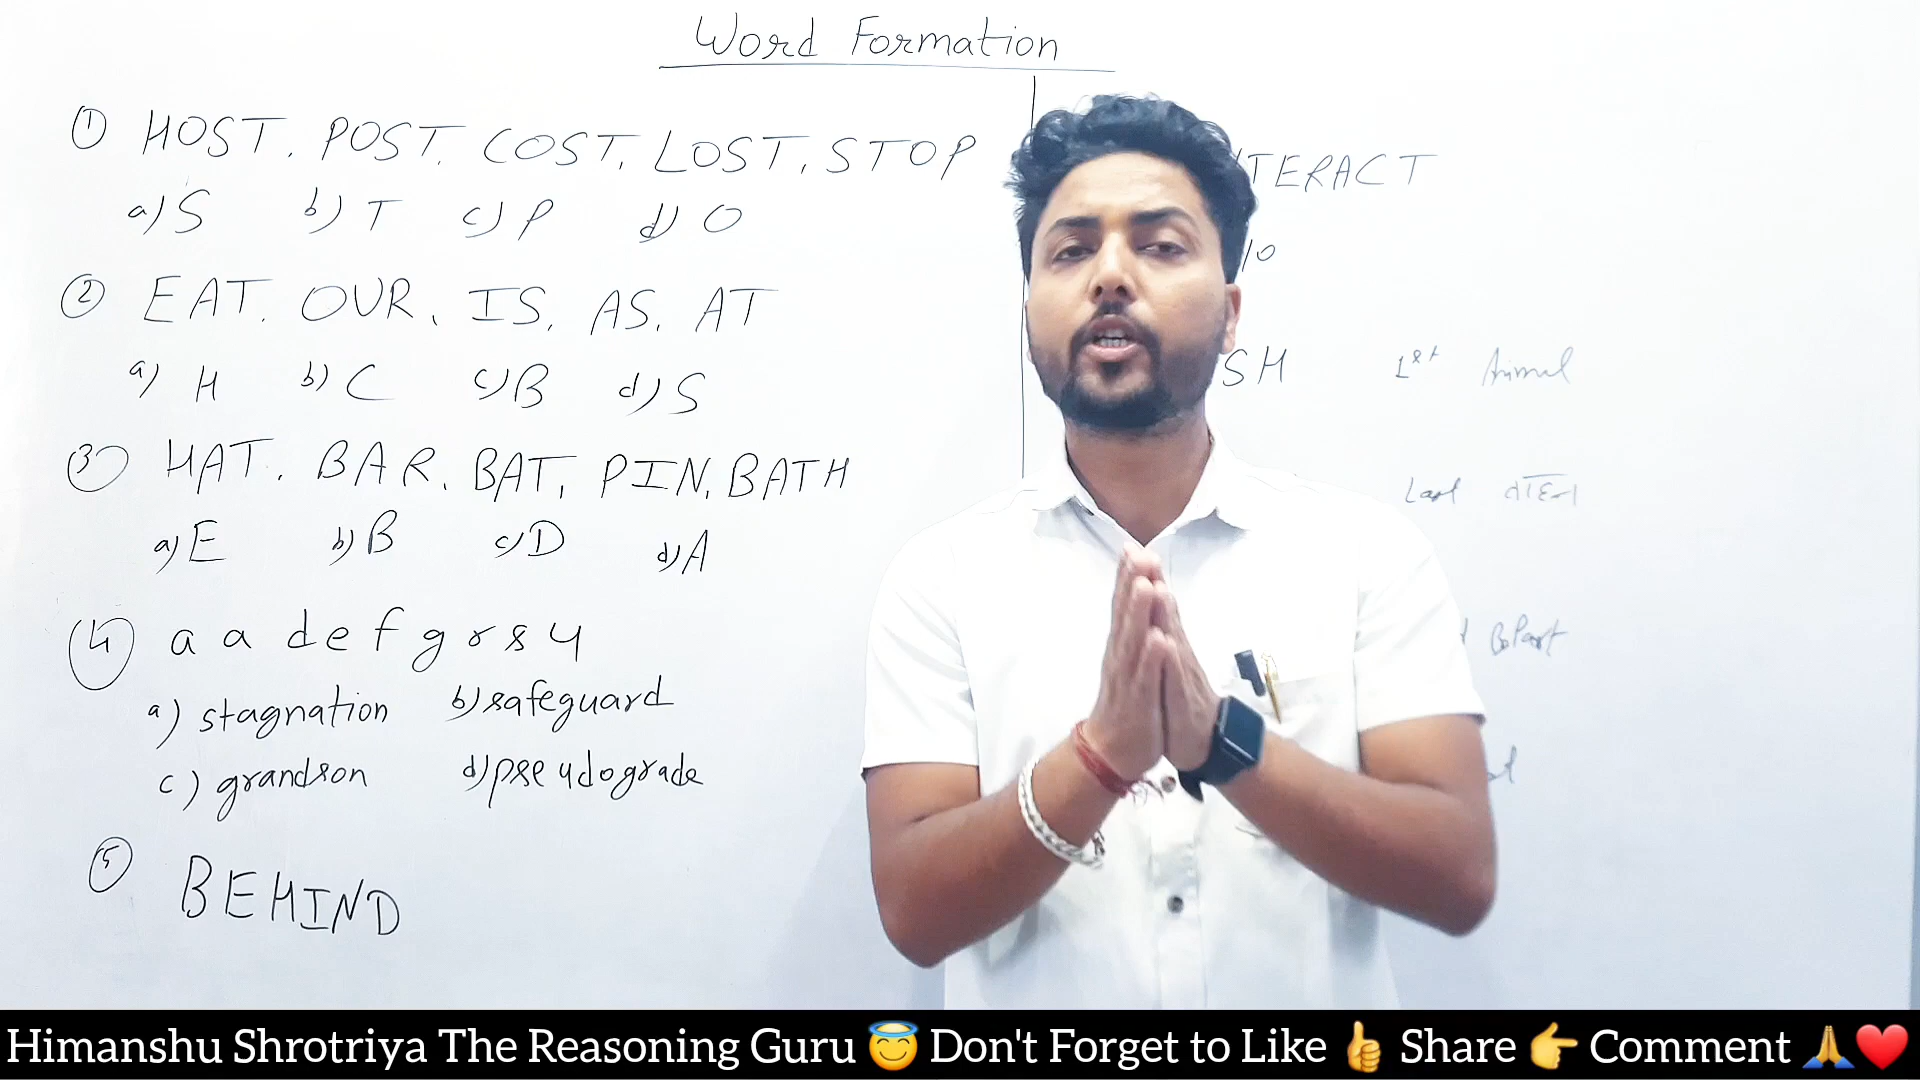 Word Formation
① HOST, POST, COST, LOST, STOP
a) S b) T c) P d) O
② EAT, OUR, IS, AS, AT
a) H b) C c) B d) S
③ HAT, BAR, BAT, PIN, BATH
a) E b) B c) D d) A
④ a a d e f g r s u
a) stagnation b) safeguard
c) grandson d) pseudograde
⑤ BEHIND
TERACT
10
SH 1st Animal
Last वाहन
Himanshu Shrotriya The Reasoning Guru 😇 Don't Forget to Like 👍 Share 👉 Comment 🙏❤️